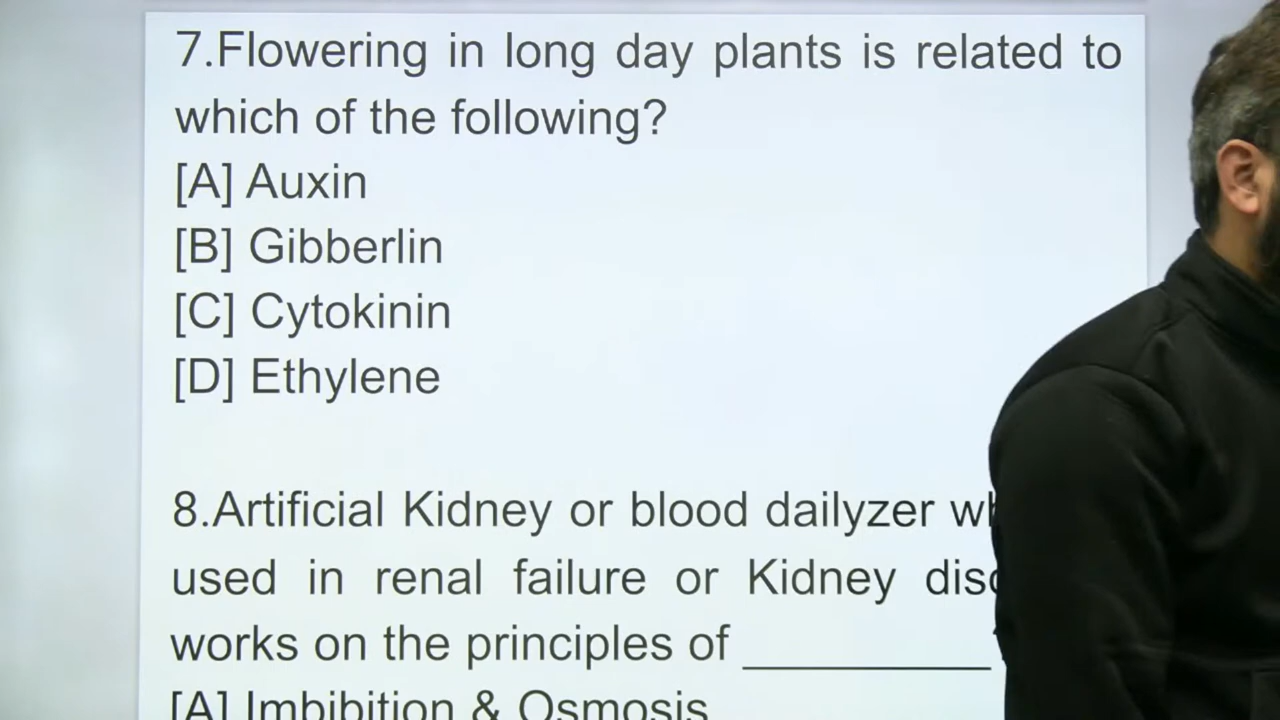 7.Flowering in long day plants is related to
which of the following?
[A] Auxin
[B] Gibberlin
[C] Cytokinin
[D] Ethylene
8.Artificial Kidney or blood dailyzer
used in renal failure or Kidney
works on the principles of __________
[A] Imbibition & Osmosis